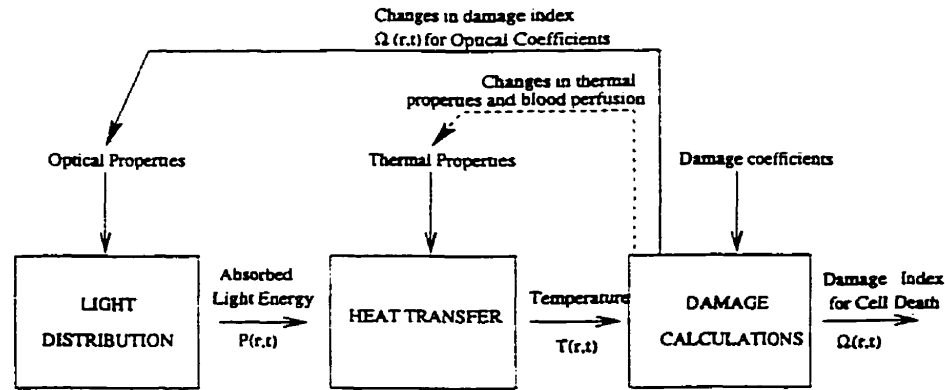 Changes in damage index
Ω (r,t) for Optical Coefficients
Changes in thermal
properties and blood perfusion
Optical Properties
Thermal Properties
Damage coefficients
LIGHT
DISTRIBUTION
Absorbed
Light Energy
P(r,t)
HEAT TRANSFER
Temperature
T(r,t)
DAMAGE
CALCULATIONS
Damage Index
for Cell Death
Ω(r,t)